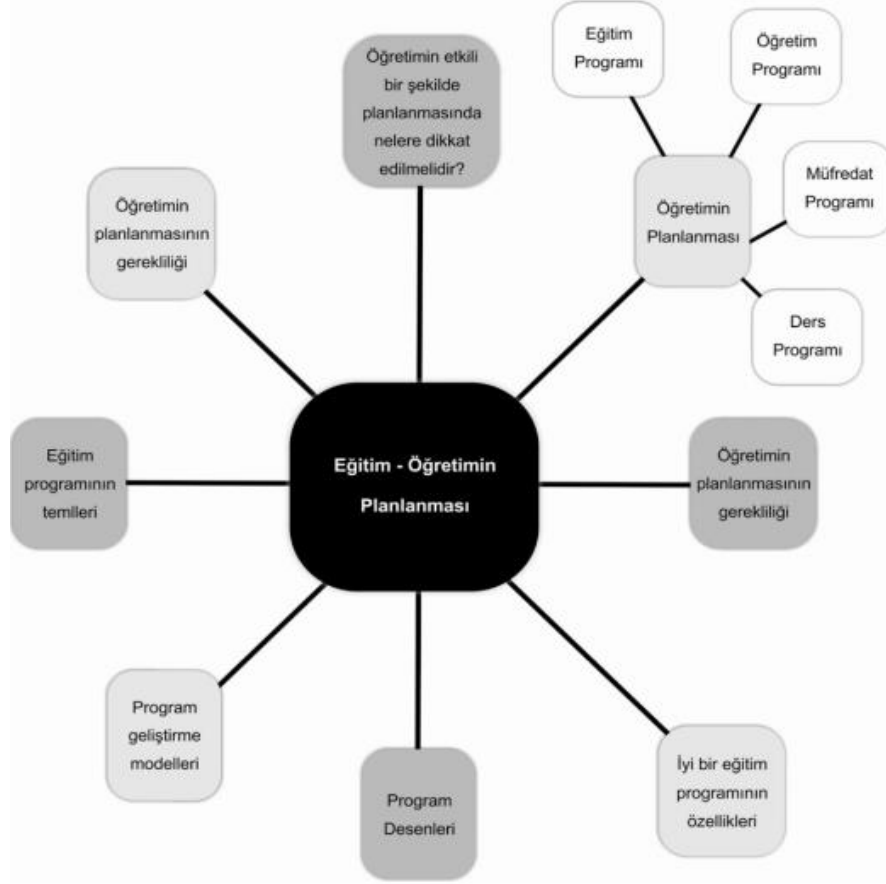 Eğitim
Programı
Öğretim
Programı
Öğretimin etkili
bir şekilde
planlanmasında
nelere dikkat
edilmelidir?
Müfredat
Programı
Öğretimin
Planlanması
Öğretimin
planlanmasının
gerekliliği
Ders
Programı
Eğitim - Öğretimin
Planlanması
Eğitim
programının
temlleri
Öğretimin
planlanmasının
gerekliliği
Program
geliştirme
modelleri
Program
Desenleri
İyi bir eğitim
programının
özellikleri